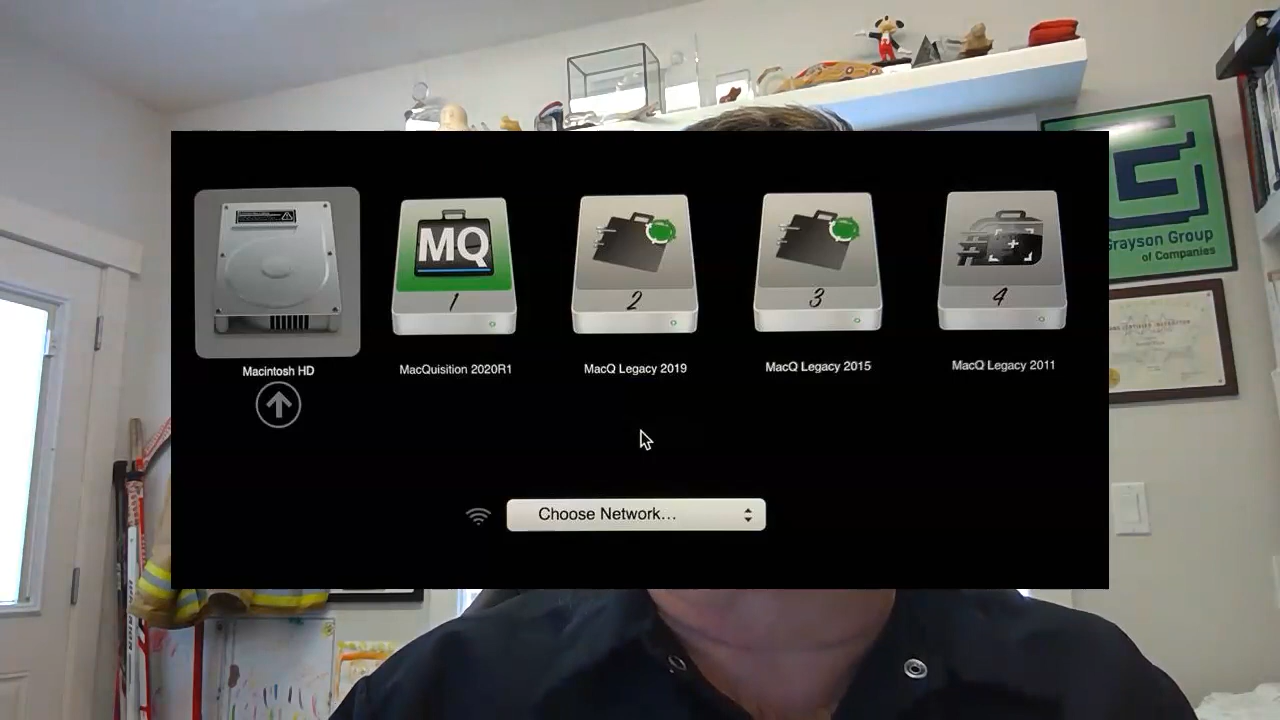 MQ
1
2
3
4
Macintosh HD
MacQuisition 2020R1
MacQ Legacy 2019
MacQ Legacy 2015
MacQ Legacy 2011
Choose Network...
Grayson Group
of Companies